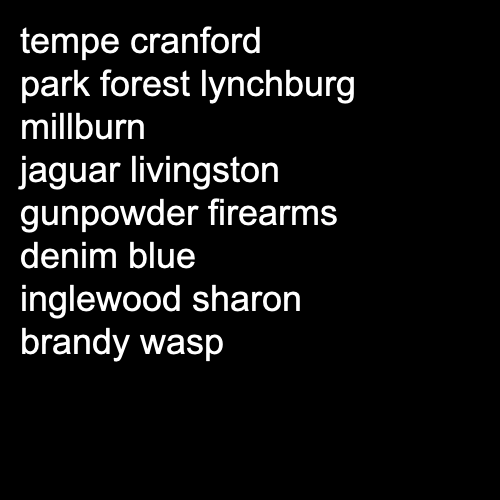 tempe cranford
park forest lynchburg
millburn
jaguar livingston
gunpowder firearms
denim blue
inglewood sharon
brandy wasp